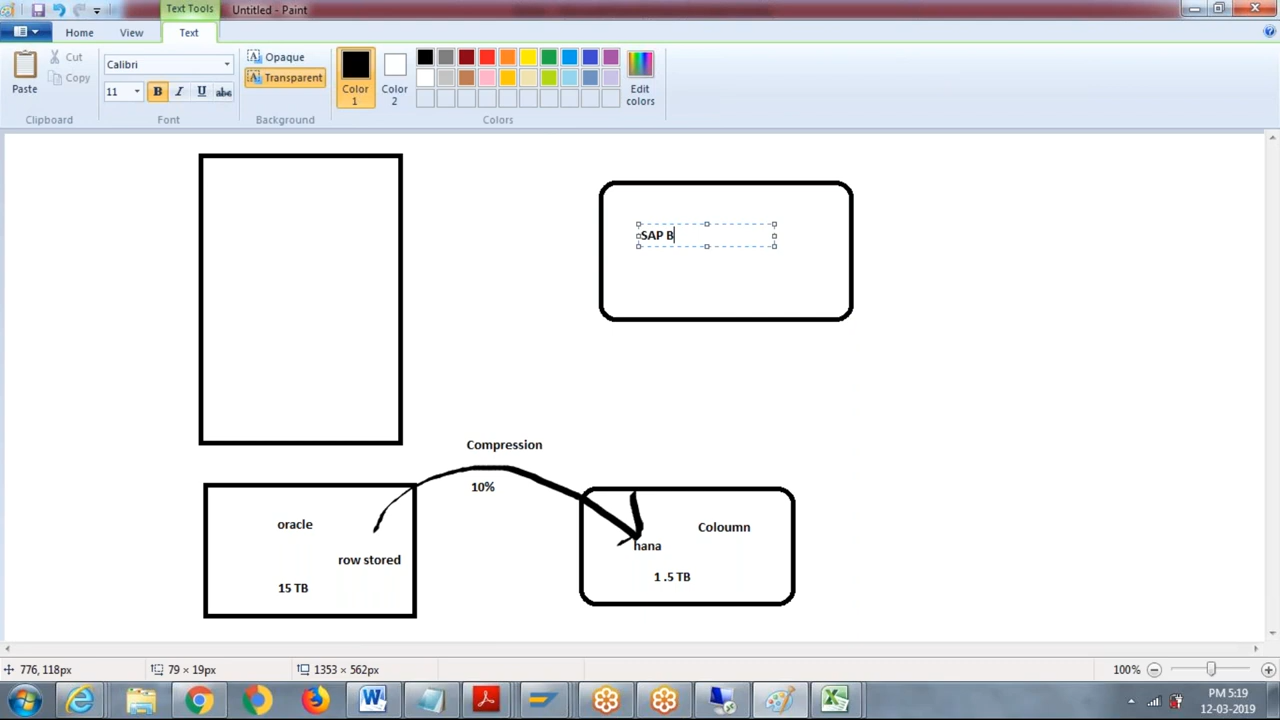 Text Tools
Untitled - Paint
Home
View
Text
Paste
Cut
Copy
Clipboard
Calibri
11
B
I
U
abc
Font
Opaque
Transparent
Background
Color
1
Color
2
Edit
colors
Colors
SAP B
Compression
10%
oracle
row stored
15 TB
Coloumn
hana
1 .5 TB
776, 118px
79 × 19px
1353 × 562px
100%
PM 5:19
12-03-2019